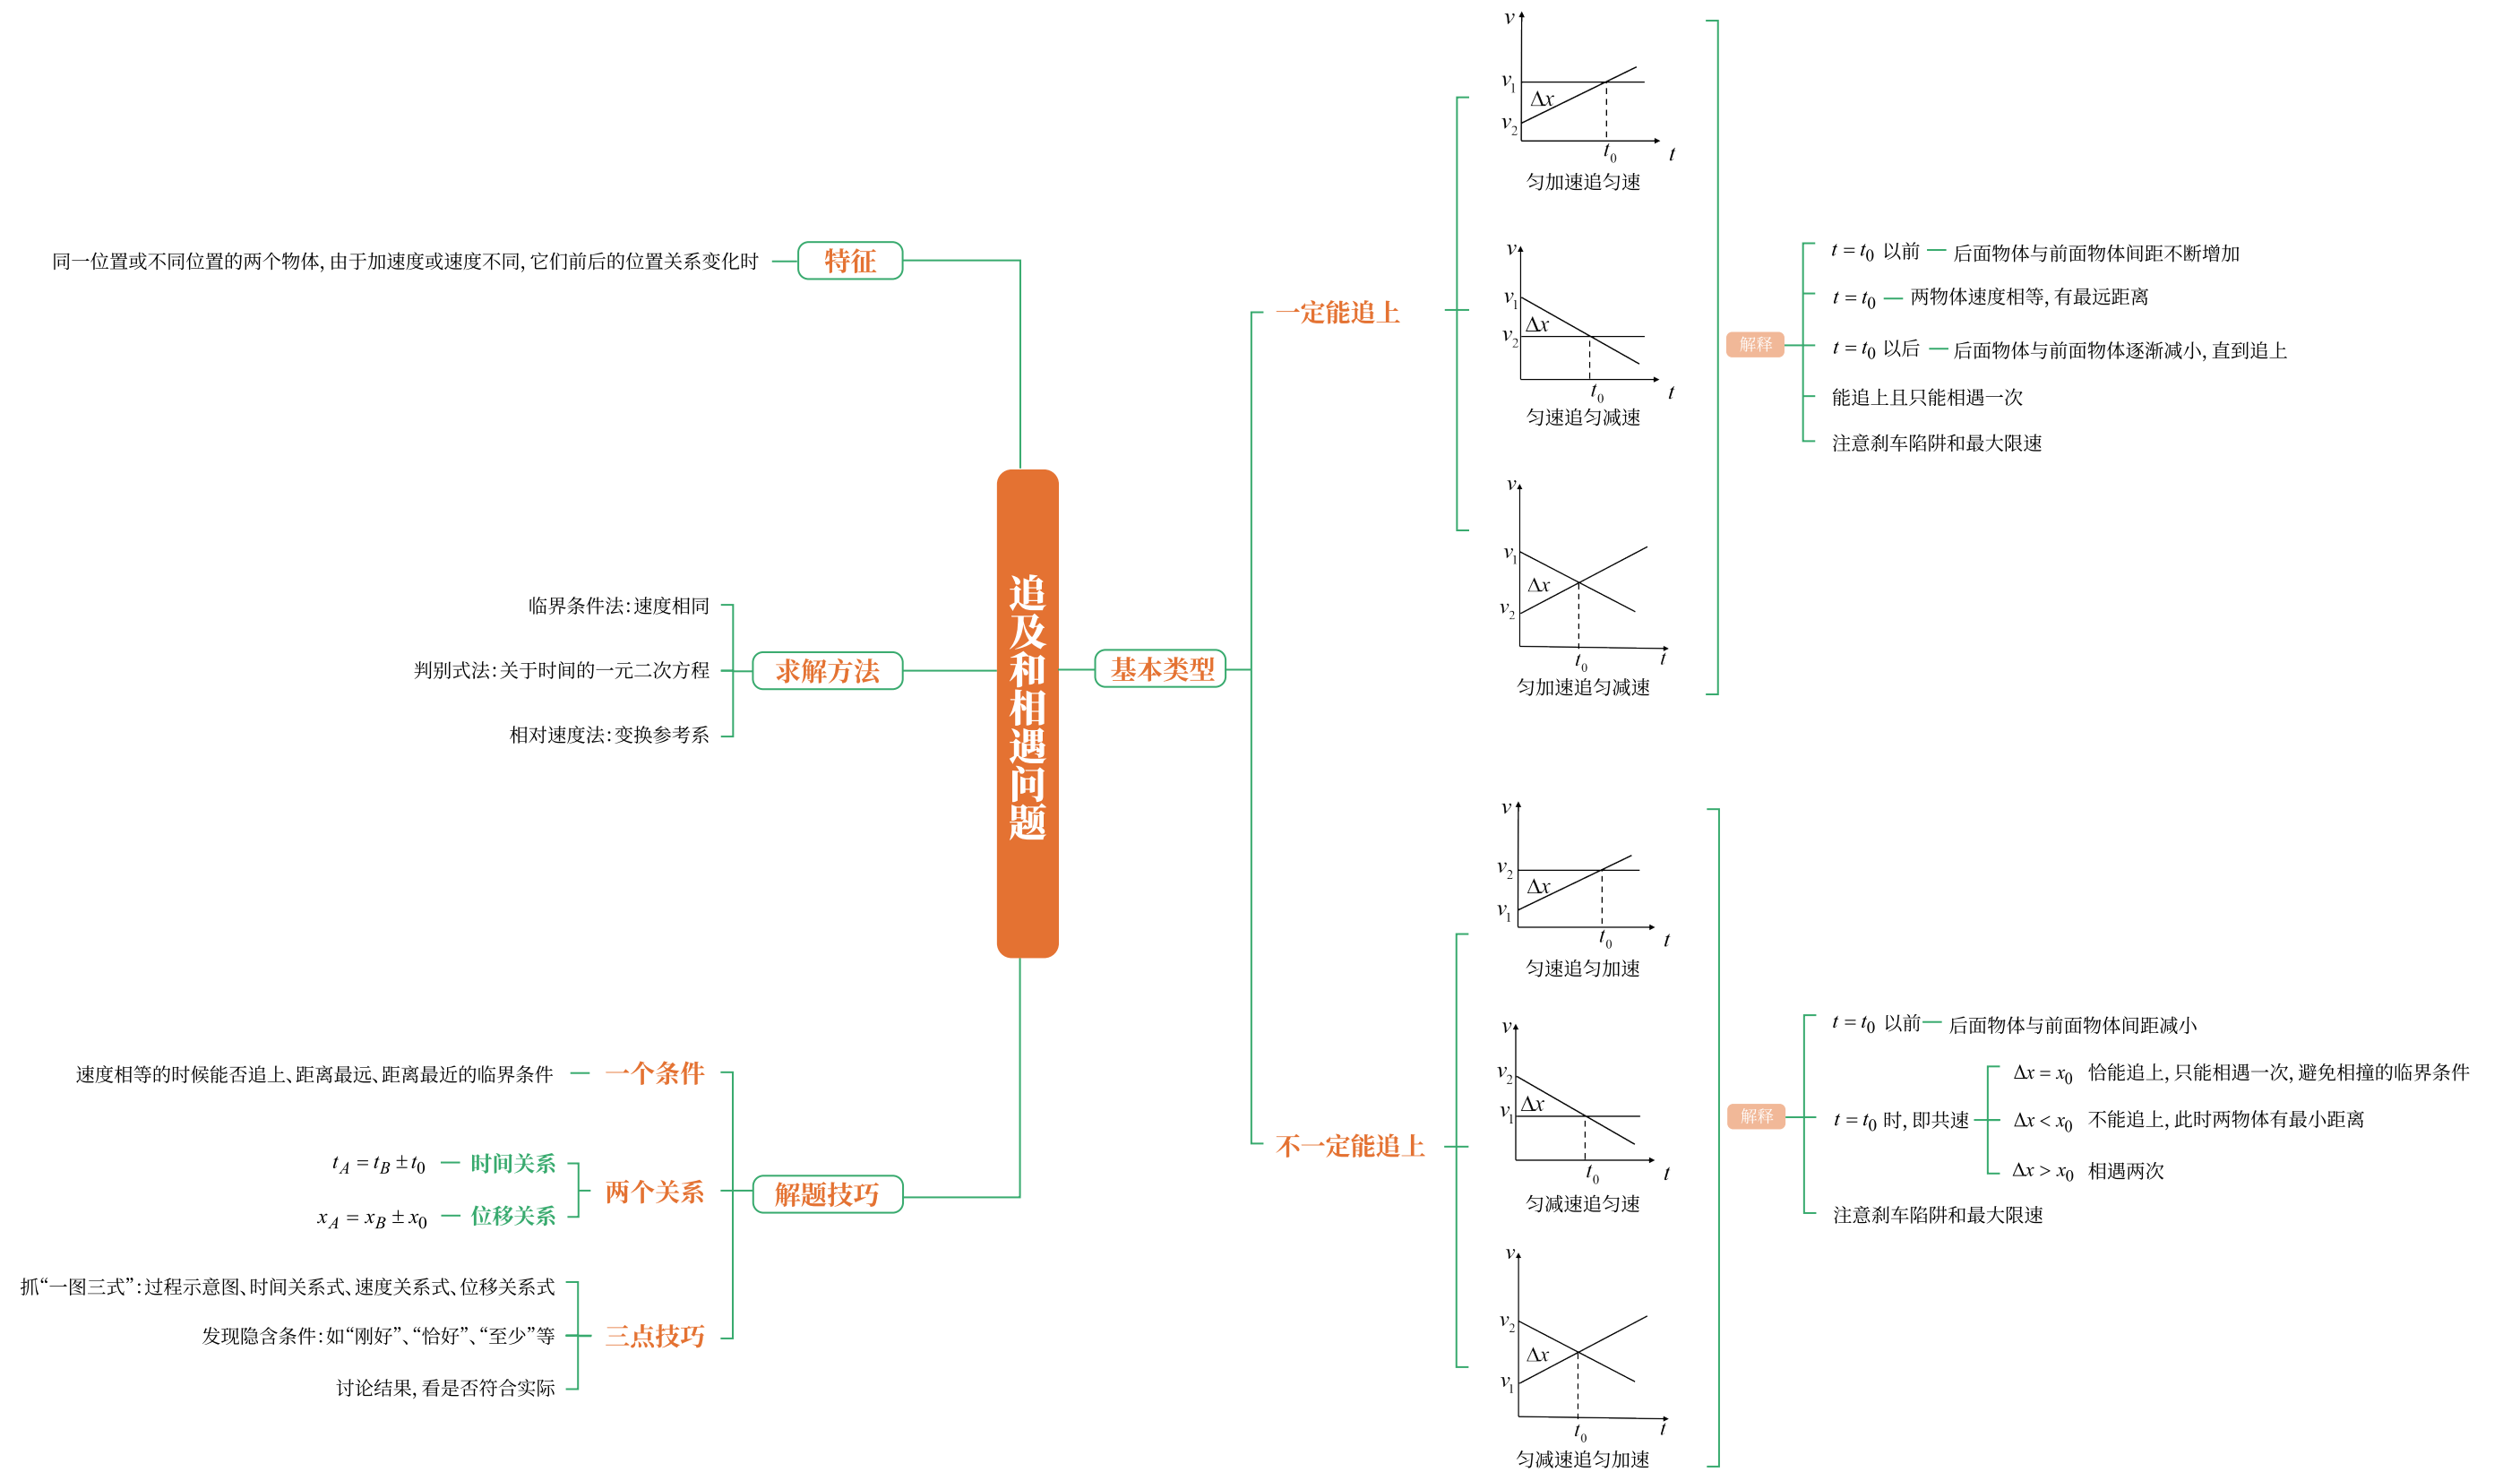 追及和相遇问题
特征
同一位置或不同位置的两个物体, 由于加速度或速度不同, 它们前后的位置关系变化时
求解方法
临界条件法: 速度相同
判别式法: 关于时间的一元二次方程
相对速度法: 变换参考系
解题技巧
一个条件
速度相等的时候能否追上、距离最远、距离最近的临界条件
两个关系
时间关系
t_A = t_B ± t_0
位移关系
x_A = x_B ± x_0
三点技巧
抓“一图三式”: 过程示意图、时间关系式、速度关系式、位移关系式
发现隐含条件: 如“刚好”、“恰好”、“至少”等
讨论结果, 看是否符合实际
基本类型
一定能追上
v
v_1
Δx
v_2
t_0
t
匀加速追匀速
v
v_1
Δx
v_2
t_0
t
匀速追匀减速
v
v_1
Δx
v_2
t_0
t
匀加速追匀减速
解释
t = t_0 以前
后面物体与前面物体间距不断增加
t = t_0
两物体速度相等, 有最远距离
t = t_0 以后
后面物体与前面物体逐渐减小, 直到追上
能追上且只能相遇一次
注意刹车陷阱和最大限速
不一定能追上
v
v_2
Δx
v_1
t_0
t
匀速追匀加速
v
v_2
Δx
v_1
t_0
t
匀减速追匀速
v
v_2
Δx
v_1
t_0
t
匀减速追匀加速
解释
t = t_0 以前
后面物体与前面物体间距减小
t = t_0 时, 即共速
Δx = x_0 恰能追上, 只能相遇一次, 避免相撞的临界条件
Δx < x_0 不能追上, 此时两物体有最小距离
Δx > x_0 相遇两次
注意刹车陷阱和最大限速